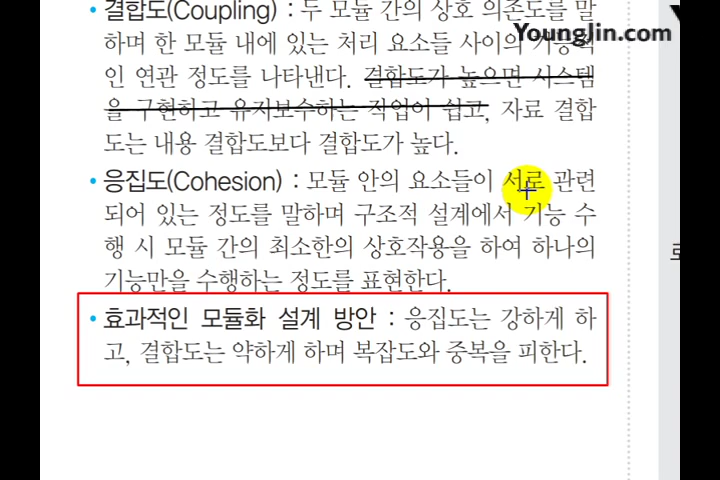 • 결합도(Coupling) : 두 모듈 간의 상호 의존도를 말
YoungJin.com
하며 한 모듈 내에 있는 처리 요소들 사이의 기능적
인 연관 정도를 나타낸다. 결합도가 높으면 시스템
을 구현하고 유지보수하는 작업이 쉽고, 자료 결합
도는 내용 결합도보다 결합도가 높다.
• 응집도(Cohesion) : 모듈 안의 요소들이 서로 관련
되어 있는 정도를 말하며 구조적 설계에서 기능 수
행 시 모듈 간의 최소한의 상호작용을 하여 하나의
기능만을 수행하는 정도를 표현한다.
• 효과적인 모듈화 설계 방안 : 응집도는 강하게 하
고, 결합도는 약하게 하며 복잡도와 중복을 피한다.